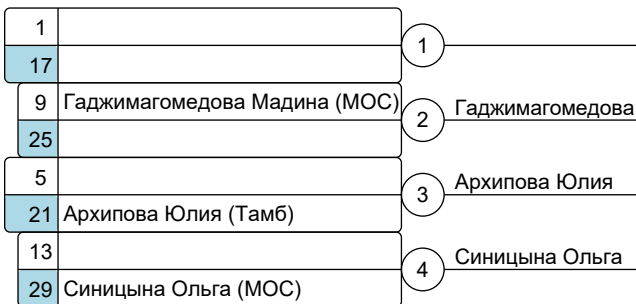 1
17
1
9 Гаджимагомедова Мадина (МОС)
25
2 Гаджимагомедова
5
21 Архипова Юлия (Тамб)
3 Архипова Юлия
13
29 Синицына Ольга (МОС)
4 Синицына Ольга